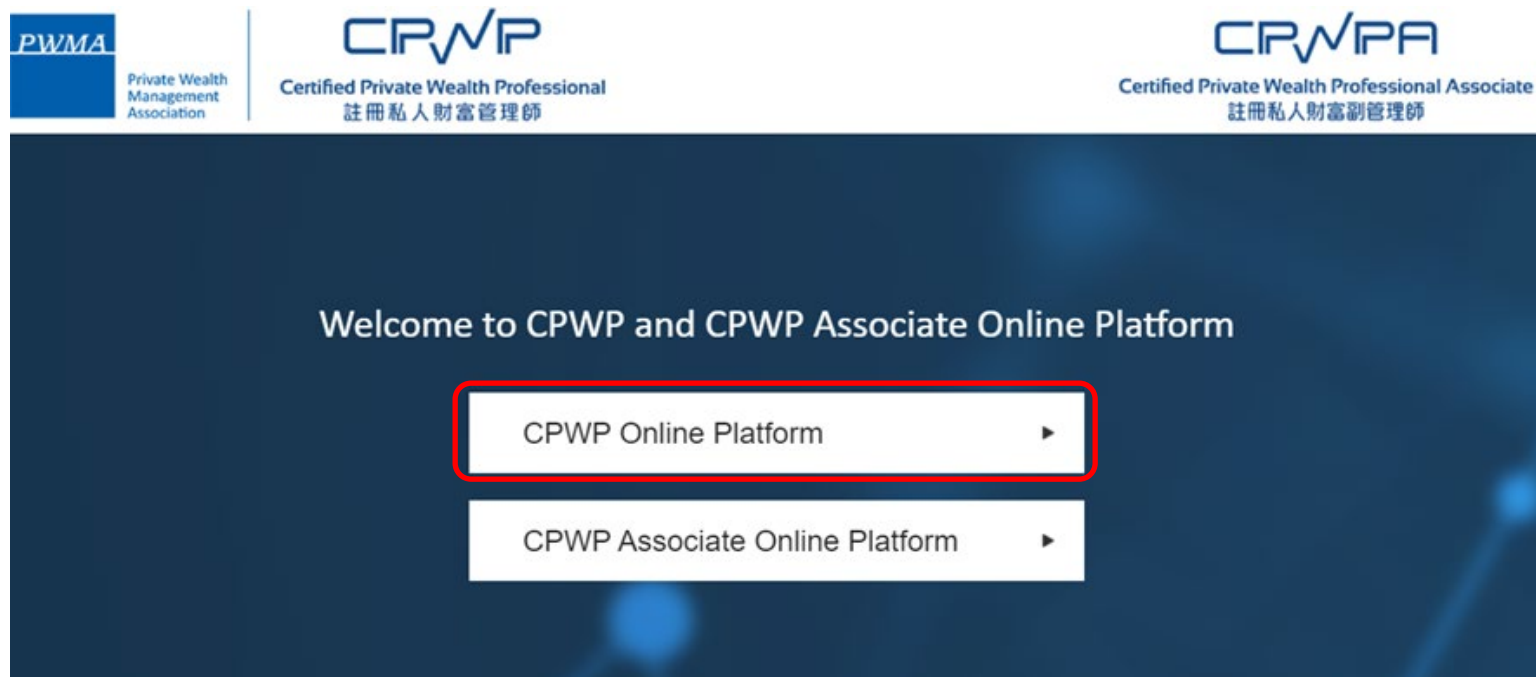 PWMA
Private Wealth
Management
Association
CPWP
Certified Private Wealth Professional
註冊私人財富管理師
CPWPA
Certified Private Wealth Professional Associate
註冊私人財富副管理師
Welcome to CPWP and CPWP Associate Online Platform
CPWP Online Platform
CPWP Associate Online Platform